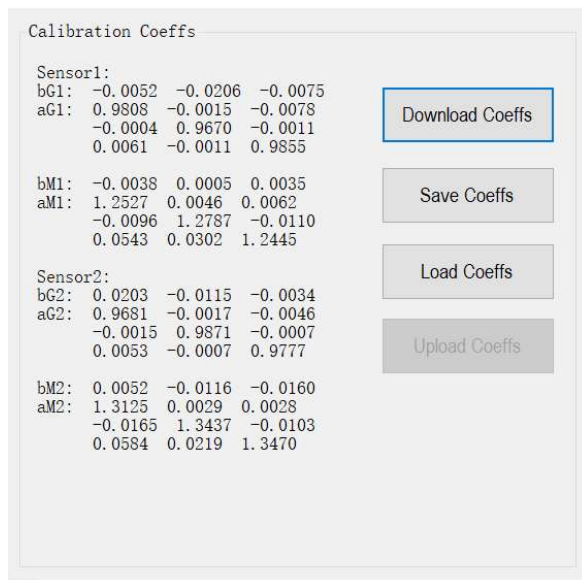 Calibration Coeffs
Sensor1:
bG1: -0.0052 -0.0206 -0.0075
aG1: 0.9808 -0.0015 -0.0078
-0.0004 0.9670 -0.0011
0.0061 -0.0011 0.9855
bM1: -0.0038 0.0005 0.0035
aM1: 1.2527 0.0046 0.0062
-0.0096 1.2787 -0.0110
0.0543 0.0302 1.2445
Sensor2:
bG2: 0.0203 -0.0115 -0.0034
aG2: 0.9681 -0.0017 -0.0046
-0.0015 0.9871 -0.0007
0.0053 -0.0007 0.9777
bM2: 0.0052 -0.0116 -0.0160
aM2: 1.3125 0.0029 0.0028
-0.0165 1.3437 -0.0103
0.0584 0.0219 1.3470
Download Coeffs
Save Coeffs
Load Coeffs
Upload Coeffs